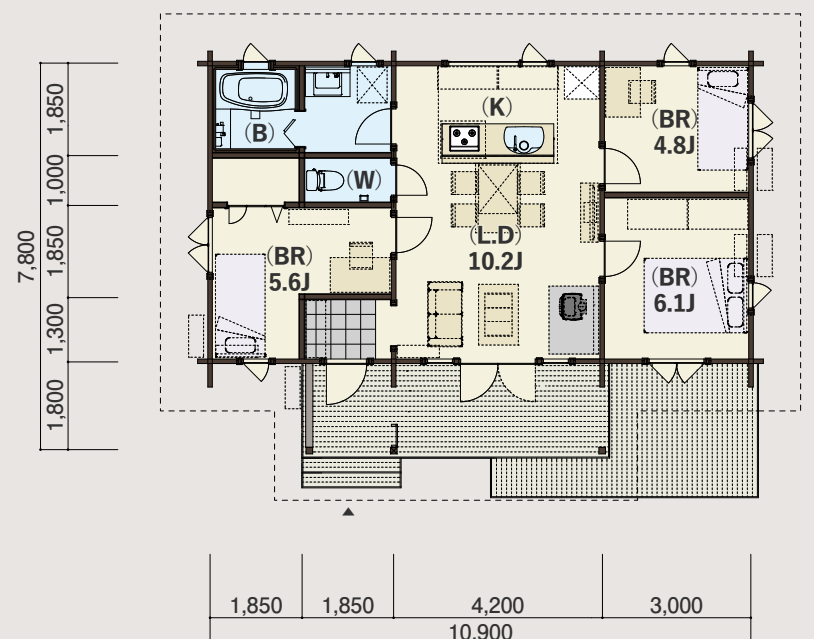 1,850
1,000
1,850
1,300
1,800
7,800
(B)
(W)
(K)
(BR)
4.8J
(L.D)
10.2J
(BR)
5.6J
(BR)
6.1J
1,850
1,850
4,200
3,000
10,900